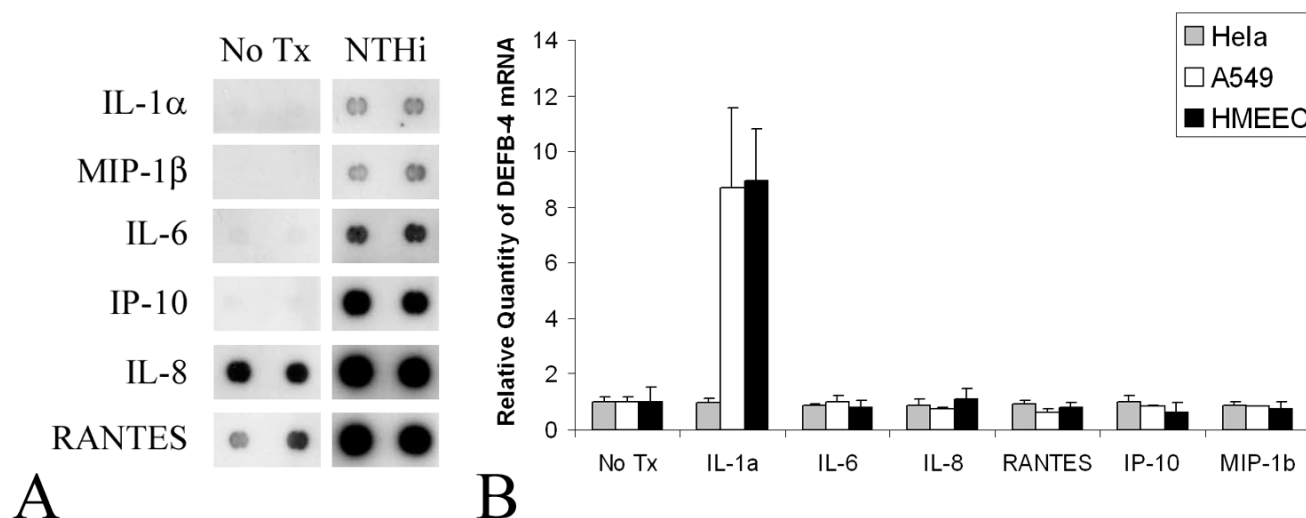 No Tx NTHi
IL-1α
MIP-1β
IL-6
IP-10
IL-8
RANTES
A
Relative Quantity of DEFB-4 mRNA
14
12
10
8
6
4
2
0
No Tx IL-1a IL-6 IL-8 RANTES IP-10 MIP-1b
Hela
A549
HMEEC
B